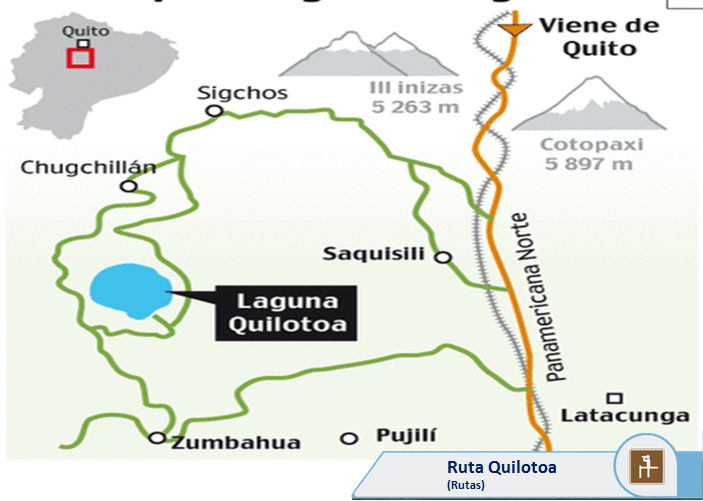 Quito
Viene de
Quito
III inizas
5 263 m
Sigchos
Cotopaxi
5 897 m
Chugchillán
Saquisili
Panamericana Norte
Laguna
Quilotoa
Latacunga
Zumbahua
Pujilí
Ruta Quilotoa
(Rutas)